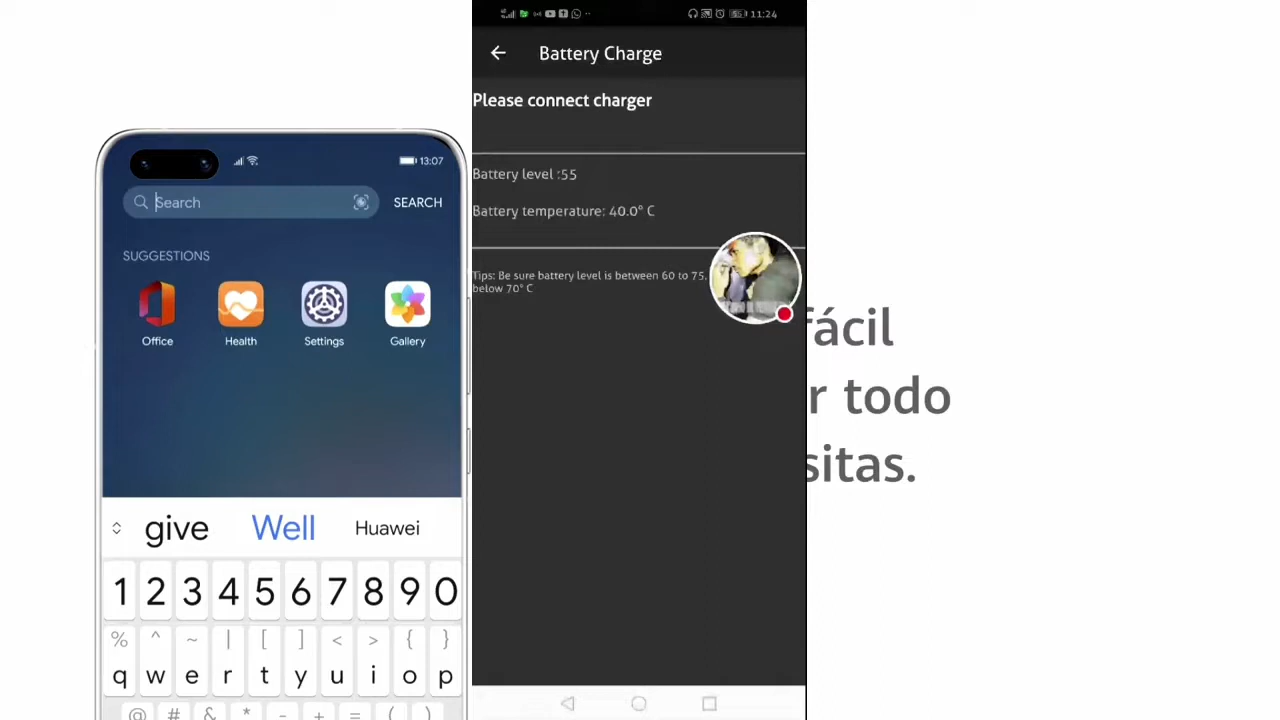 11:24
Battery Charge
Please connect charger
Battery level :55
Battery temperature: 40.0° C
Tips: Be sure battery level is between 60 to 75,
below 70° C
13:07
Search
SEARCH
SUGGESTIONS
Office Health Settings Gallery
give Well Huawei
1 2 3 4 5 6 7 8 9 0
% ^ ~ | [ ] < > { }
q w e r t y u i o p
@ # & * - + = ( )
fácil
r todo
sitas.